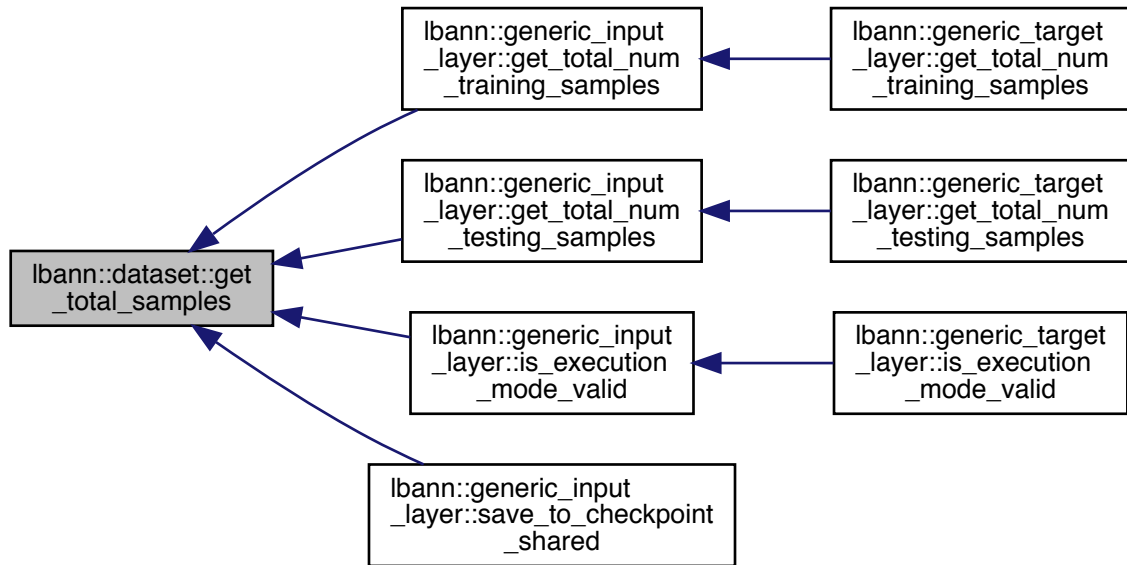 lbann::generic_input
_layer::get_total_num
_training_samples
lbann::generic_target
_layer::get_total_num
_training_samples
lbann::generic_input
_layer::get_total_num
_testing_samples
lbann::generic_target
_layer::get_total_num
_testing_samples
lbann::dataset::get
_total_samples
lbann::generic_input
_layer::is_execution
_mode_valid
lbann::generic_target
_layer::is_execution
_mode_valid
lbann::generic_input
_layer::save_to_checkpoint
_shared